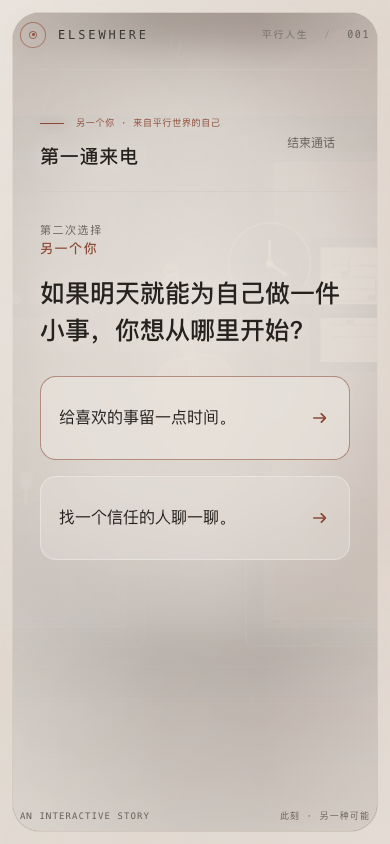 ELSEWHERE
平行人生 / 001
另一个你 · 来自平行世界的自己
第一通来电
结束通话
第二次选择
另一个你
如果明天就能为自己做一件
小事，你想从哪里开始？
给喜欢的事留一点时间。
找一个信任的人聊一聊。
AN INTERACTIVE STORY
此刻 · 另一种可能